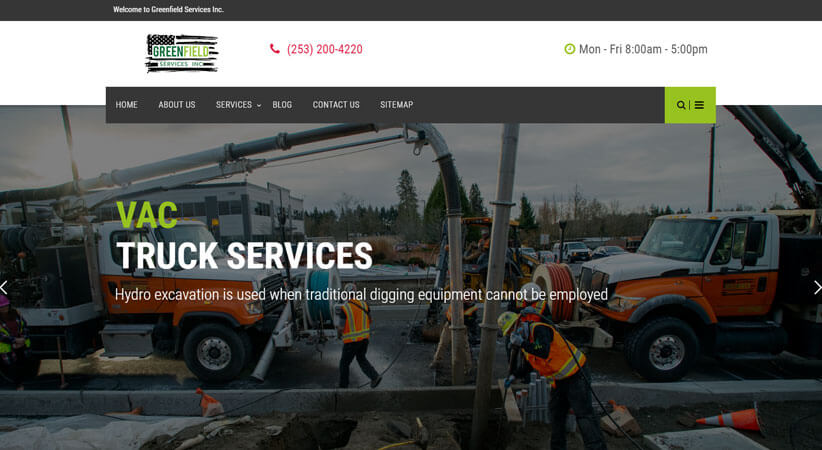 Welcome to Greenfield Services Inc.
GREENFIELD
SERVICES INC
(253) 200-4220
Mon - Fri 8:00am - 5:00pm
HOME
ABOUT US
SERVICES
BLOG
CONTACT US
SITEMAP
VAC
TRUCK SERVICES
Hydro excavation is used when traditional digging equipment cannot be employed